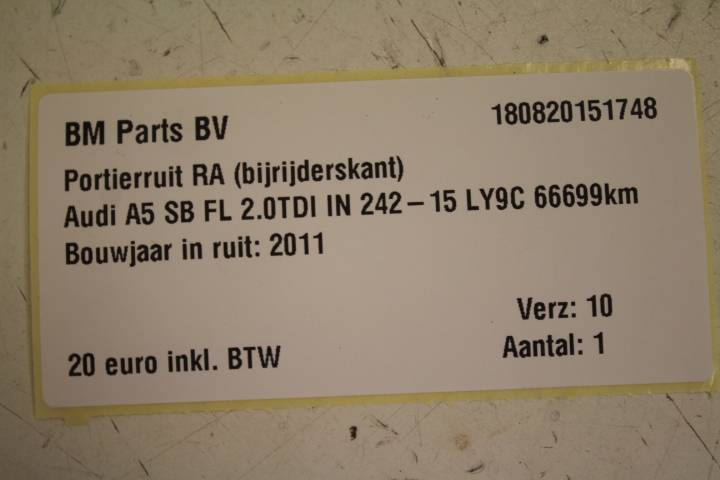 BM Parts BV 180820151748
Portierruit RA (bijrijderskant)
Audi A5 SB FL 2.0TDI IN 242-15 LY9C 66699km
Bouwjaar in ruit: 2011
Verz: 10
Aantal: 1
20 euro inkl. BTW